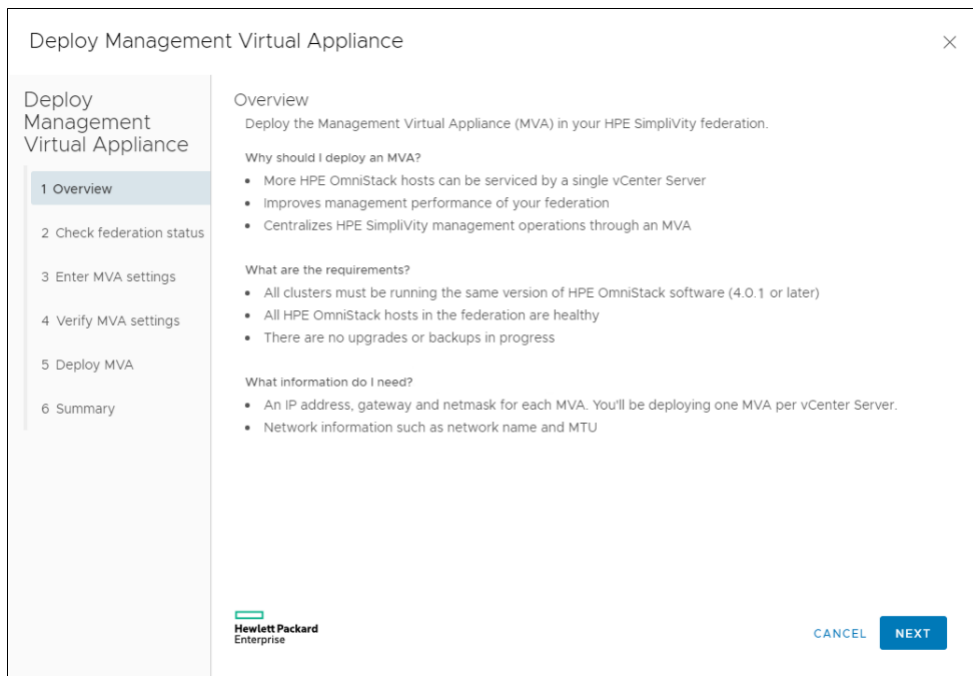 Deploy Management Virtual Appliance
Deploy
Management
Virtual Appliance
1 Overview
2 Check federation status
3 Enter MVA settings
4 Verify MVA settings
5 Deploy MVA
6 Summary
Overview
Deploy the Management Virtual Appliance (MVA) in your HPE SimpliVity federation.
Why should I deploy an MVA?
• More HPE OmniStack hosts can be serviced by a single vCenter Server
• Improves management performance of your federation
• Centralizes HPE SimpliVity management operations through an MVA
What are the requirements?
• All clusters must be running the same version of HPE OmniStack software (4.0.1 or later)
• All HPE OmniStack hosts in the federation are healthy
• There are no upgrades or backups in progress
What information do I need?
• An IP address, gateway and netmask for each MVA. You'll be deploying one MVA per vCenter Server.
• Network information such as network name and MTU
Hewlett Packard
Enterprise
CANCEL
NEXT